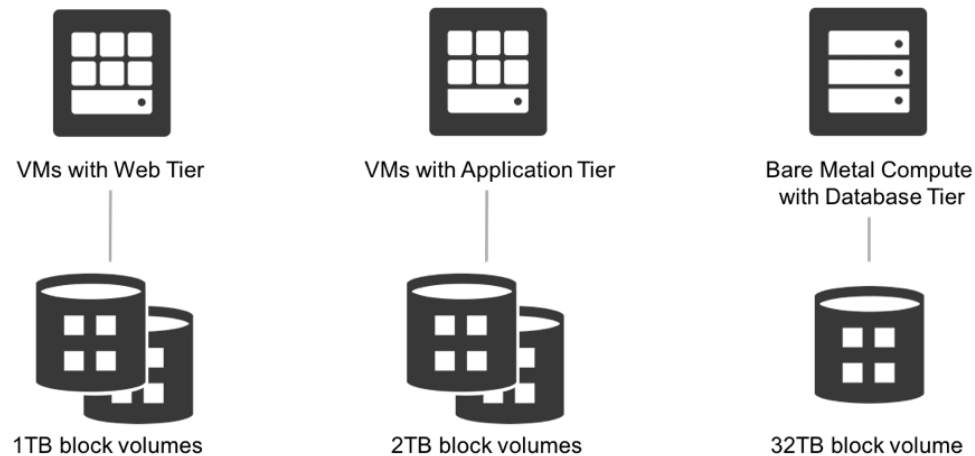 VMs with Web Tier
VMs with Application Tier
Bare Metal Compute
with Database Tier
1TB block volumes
2TB block volumes
32TB block volume